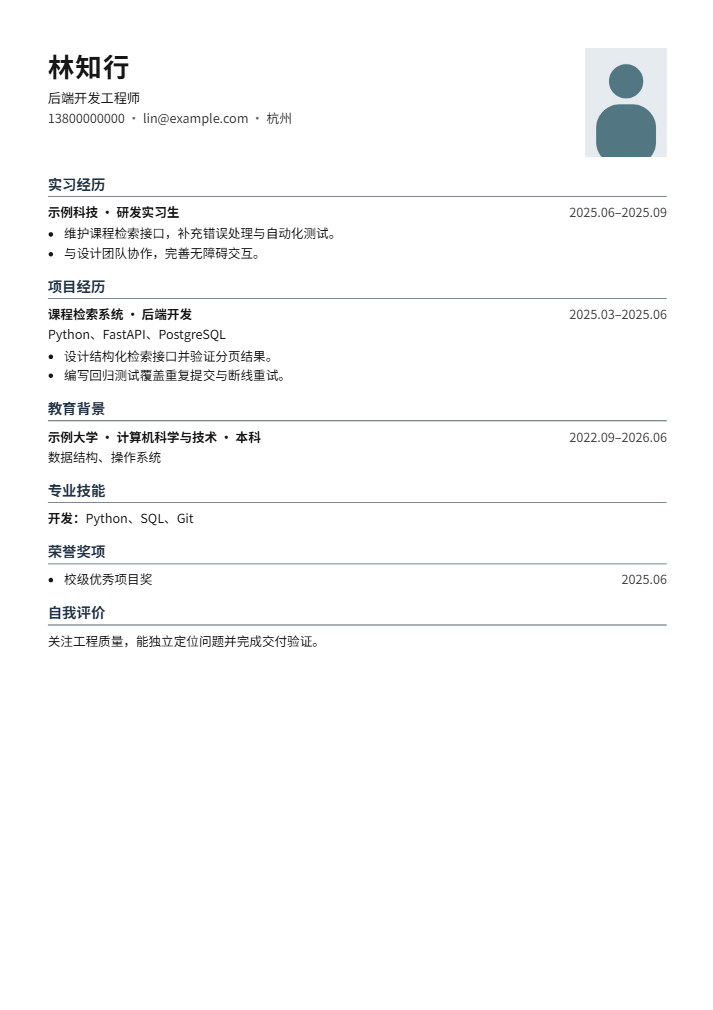 林知行
后端开发工程师
13800000000 · lin@example.com · 杭州
实习经历
示例科技 · 研发实习生 2025.06–2025.09
• 维护课程检索接口，补充错误处理与自动化测试。
• 与设计团队协作，完善无障碍交互。
项目经历
课程检索系统 · 后端开发 2025.03–2025.06
Python、FastAPI、PostgreSQL
• 设计结构化检索接口并验证分页结果。
• 编写回归测试覆盖重复提交与断线重试。
教育背景
示例大学 · 计算机科学与技术 · 本科 2022.09–2026.06
数据结构、操作系统
专业技能
开发：Python、SQL、Git
荣誉奖项
• 校级优秀项目奖 2025.06
自我评价
关注工程质量，能独立定位问题并完成交付验证。